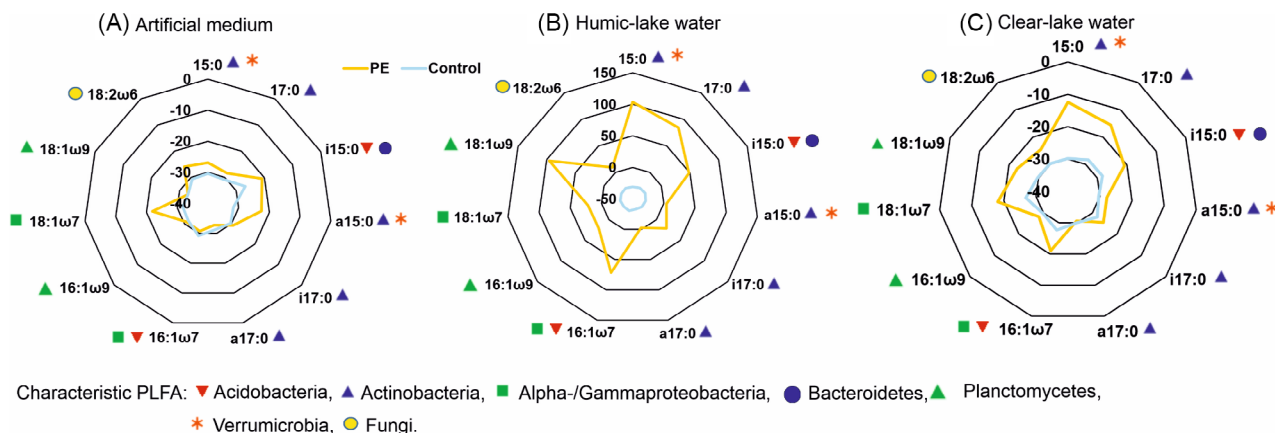 (A) Artificial medium
(B) Humic-lake water
(C) Clear-lake water
PE
Control
15:0
17:0
i15:0
a15:0
i17:0
a17:0
16:1ω7
16:1ω9
18:1ω7
18:1ω9
18:2ω6
0
-10
-20
-30
-40
15:0
17:0
i15:0
a15:0
i17:0
a17:0
16:1ω7
16:1ω9
18:1ω7
18:1ω9
18:2ω6
150
100
50
0
-50
15:0
17:0
i15:0
a15:0
i17:0
a17:0
16:1ω7
16:1ω9
18:1ω7
18:1ω9
18:2ω6
0
-10
-20
-30
-40
Characteristic PLFA: Acidobacteria, Actinobacteria, Alpha-/Gammaproteobacteria, Bacteroidetes, Planctomycetes,
Verrumicrobia, Fungi.